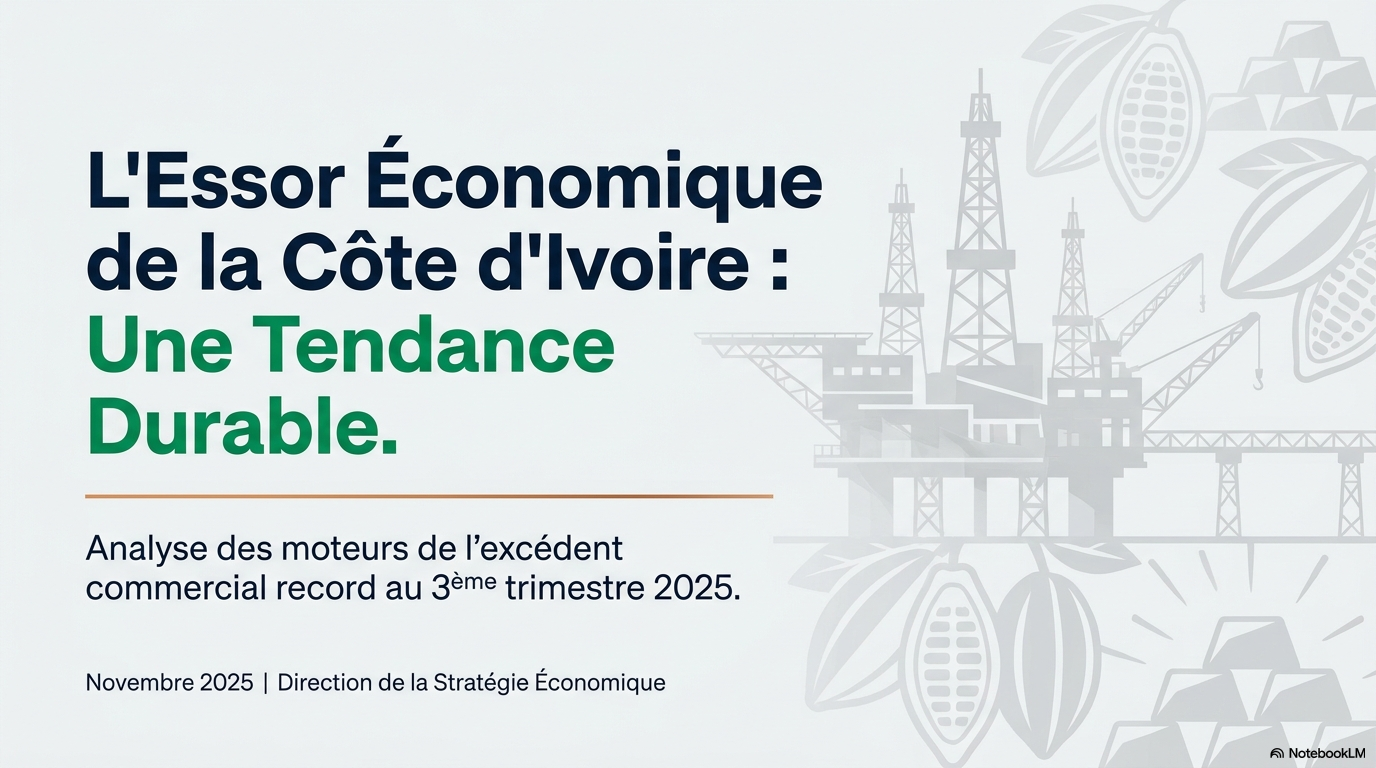 L'Essor Économique
de la Côte d'Ivoire :
Une Tendance
Durable.
Analyse des moteurs de l’excédent
commercial record au 3ème trimestre 2025.
Novembre 2025 | Direction de la Stratégie Économique
NotebookLM